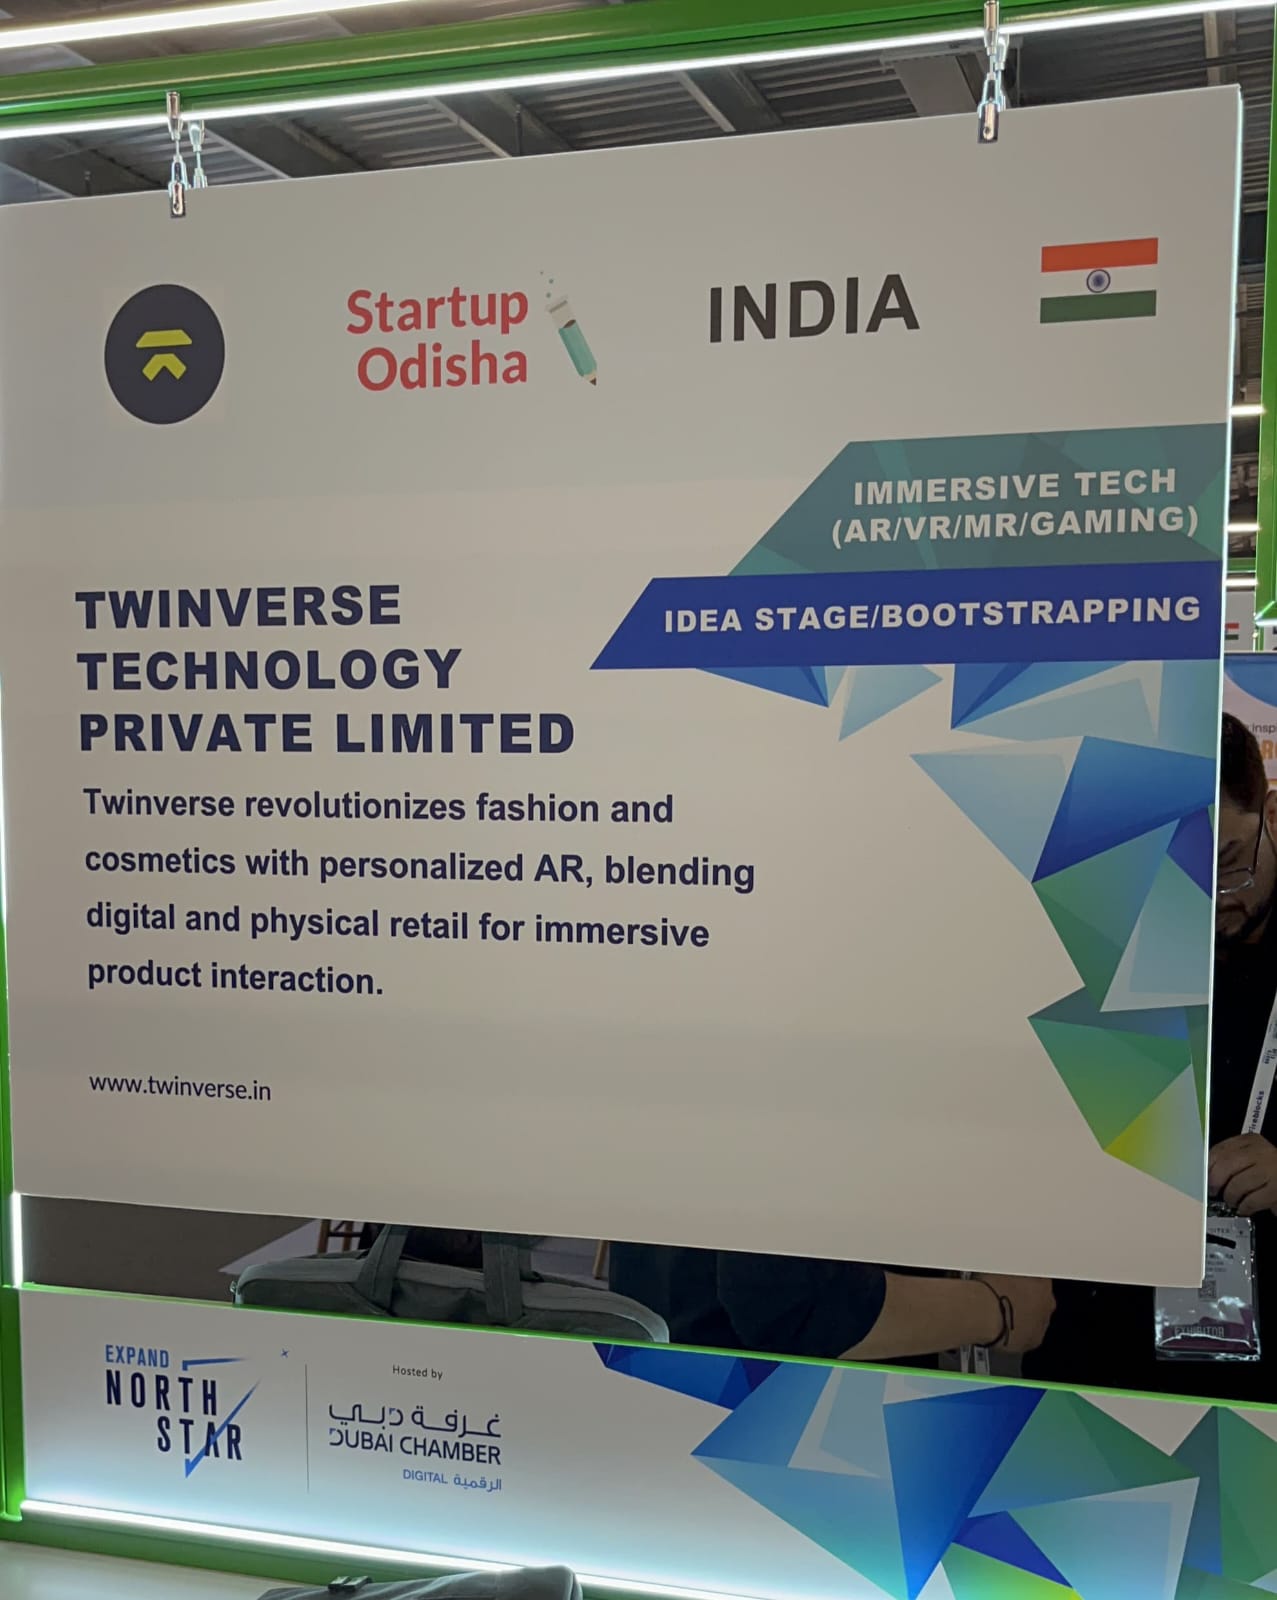 Startup
Odisha
INDIA
IMMERSIVE TECH
(AR/VR/MR/GAMING)
IDEA STAGE/BOOTSTRAPPING
TWINVERSE
TECHNOLOGY
PRIVATE LIMITED
Twinverse revolutionizes fashion and
cosmetics with personalized AR, blending
digital and physical retail for immersive
product interaction.
www.twinverse.in
Fireblocks
EXHIBITOR
EXPAND
NORTH
STAR
Hosted by
غرفة دبي
DUBAI CHAMBER
DIGITAL الرقمية